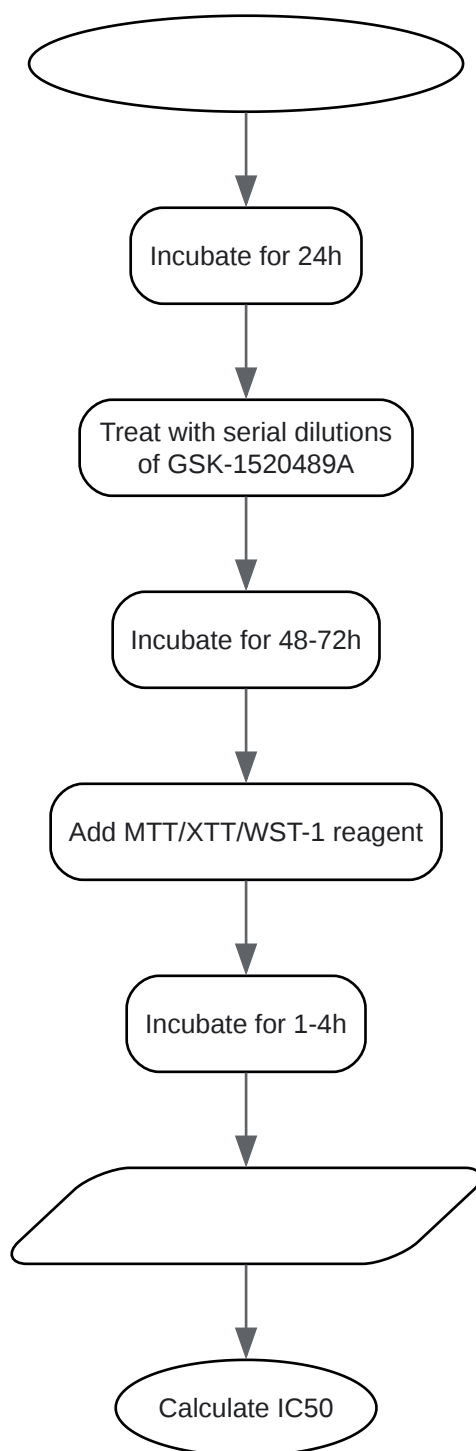 Incubate for 24h
Treat with serial dilutions
of GSK-1520489A
Incubate for 48-72h
Add MTT/XTT/WST-1 reagent
Incubate for 1-4h
Calculate IC50